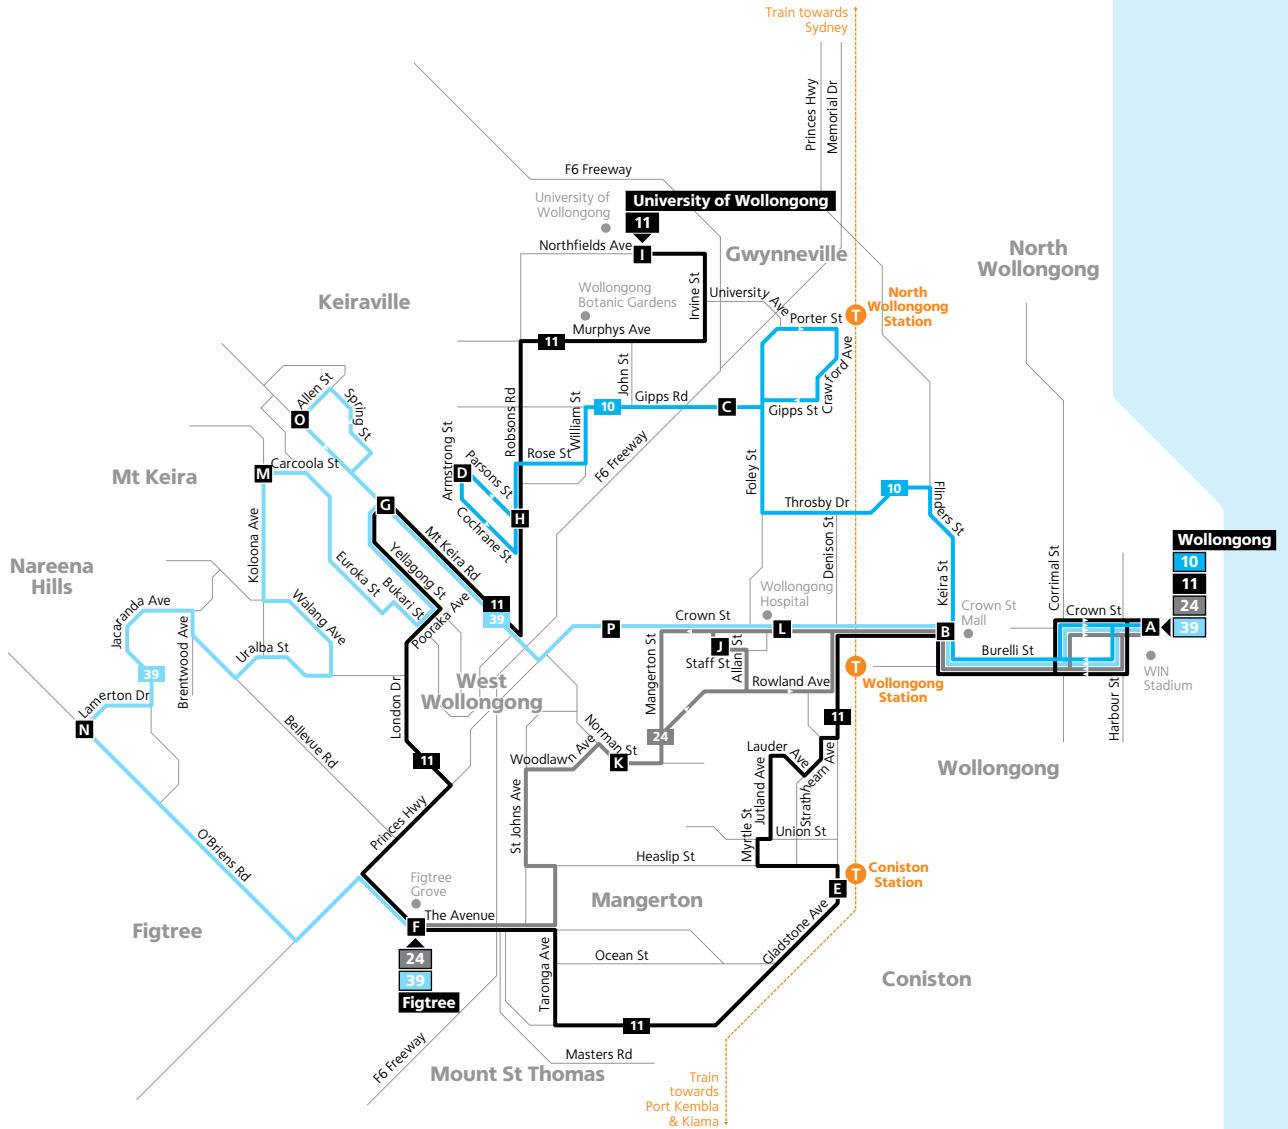 Train towards
Sydney
Princes Hwy
Memorial Dr
F6 Freeway
University of
Wollongong
University of Wollongong
11
I
Northfields Ave
Gwynneville
North
Wollongong
Keiraville
Wollongong
Botanic Gardens
Irvine St
University Ave
North
Wollongong
Station
T
Porter St
Murphys Ave
11
Crawford Ave
John St
Allen St
Spring St
O
Robsons Rd
William St
10
Gipps Rd
C
Gipps St
F6 Freeway
Armstrong St
Parsons St
Rose St
Foley St
Mt Keira
M
Carcoola St
D
Cochrane St
H
G
Throsby Dr
10
Flinders St
Mt Keira Rd
Koloona Ave
Yellagong St
Euroka St
Bukari St
Pooraka Ave
Denison St
Keira St
Corrimal St
Wollongong
10
11
24
39
Nareena
Hills
Jacaranda Ave
Walang Ave
11
39
Wollongong
Hospital
Crown St
Mall
Crown St
P
Crown St
L
B
A
Brentwood Ave
Uralba St
Mangerton St
J
Staff St
Allan St
Burelli St
WIN
Stadium
39
Lamerton Dr
West
Wollongong
Rowland Ave
T
Wollongong
Station
Harbour St
N
London Dr
Bellevue Rd
Norman St
Woodlawn Ave
K
24
11
Lauder Ave
Strathearn Ave
Jutland Ave
11
Wollongong
Princes Hwy
St Johns Ave
Myrtle St
Union St
O'Briens Rd
Heaslip St
T
Coniston
Station
E
Figtree
Grove
Mangerton
Figtree
F
The Avenue
Gladstone Ave
24
39
Figtree
Taronga Ave
Ocean St
Coniston
11
F6 Freeway
Masters Rd
Mount St Thomas
Train
towards
Port Kembla
& Kiama